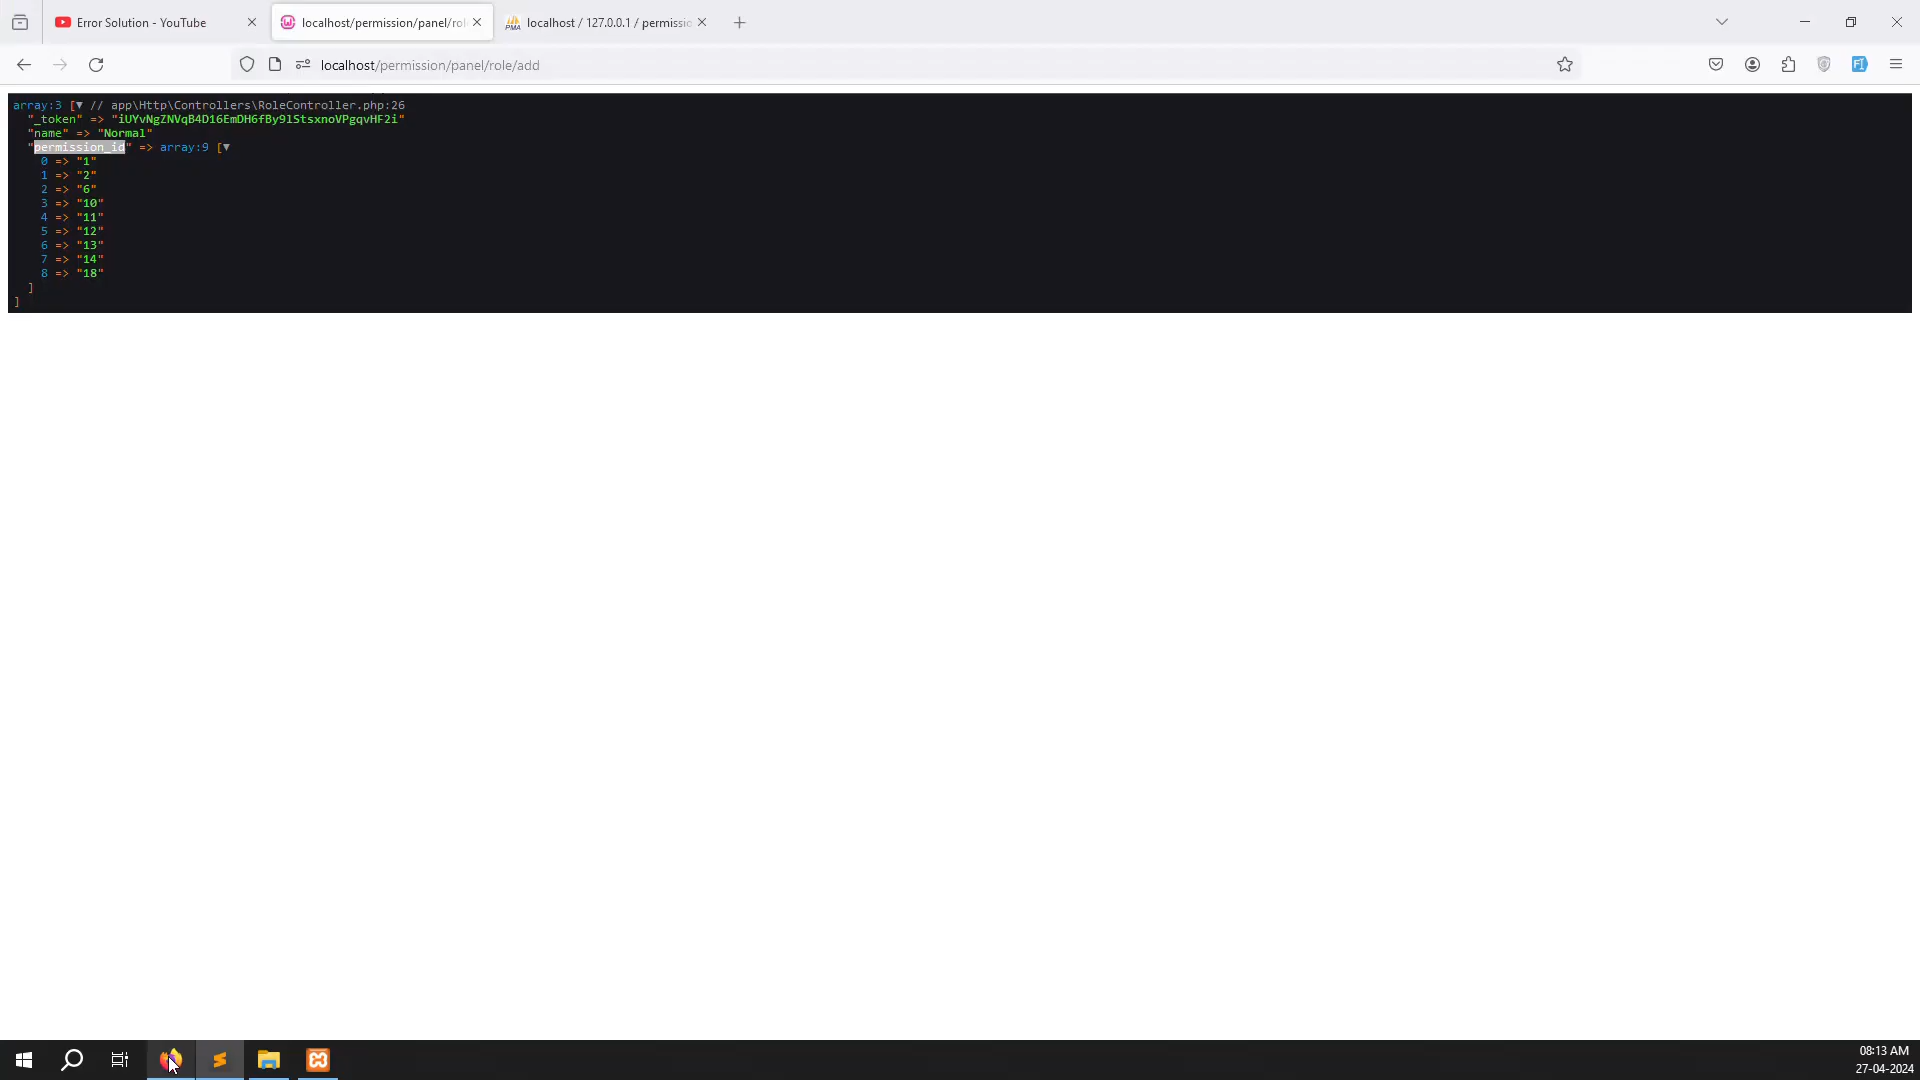 Error Solution - YouTube
localhost/permission/panel/rol
localhost / 127.0.0.1 / permissio
localhost/permission/panel/role/add
array:3 [▼ // app\Http\Controllers\RoleController.php:26
"_token" => "iUYvNgZNVqB4D16EmDH6fBy9lStsxnoVPgqvHF2i"
"name" => "Normal"
"permission_id" => array:9 [▼
0 => "1"
1 => "2"
2 => "6"
3 => "10"
4 => "11"
5 => "12"
6 => "13"
7 => "14"
8 => "18"
]
]
08:13 AM
27-04-2024